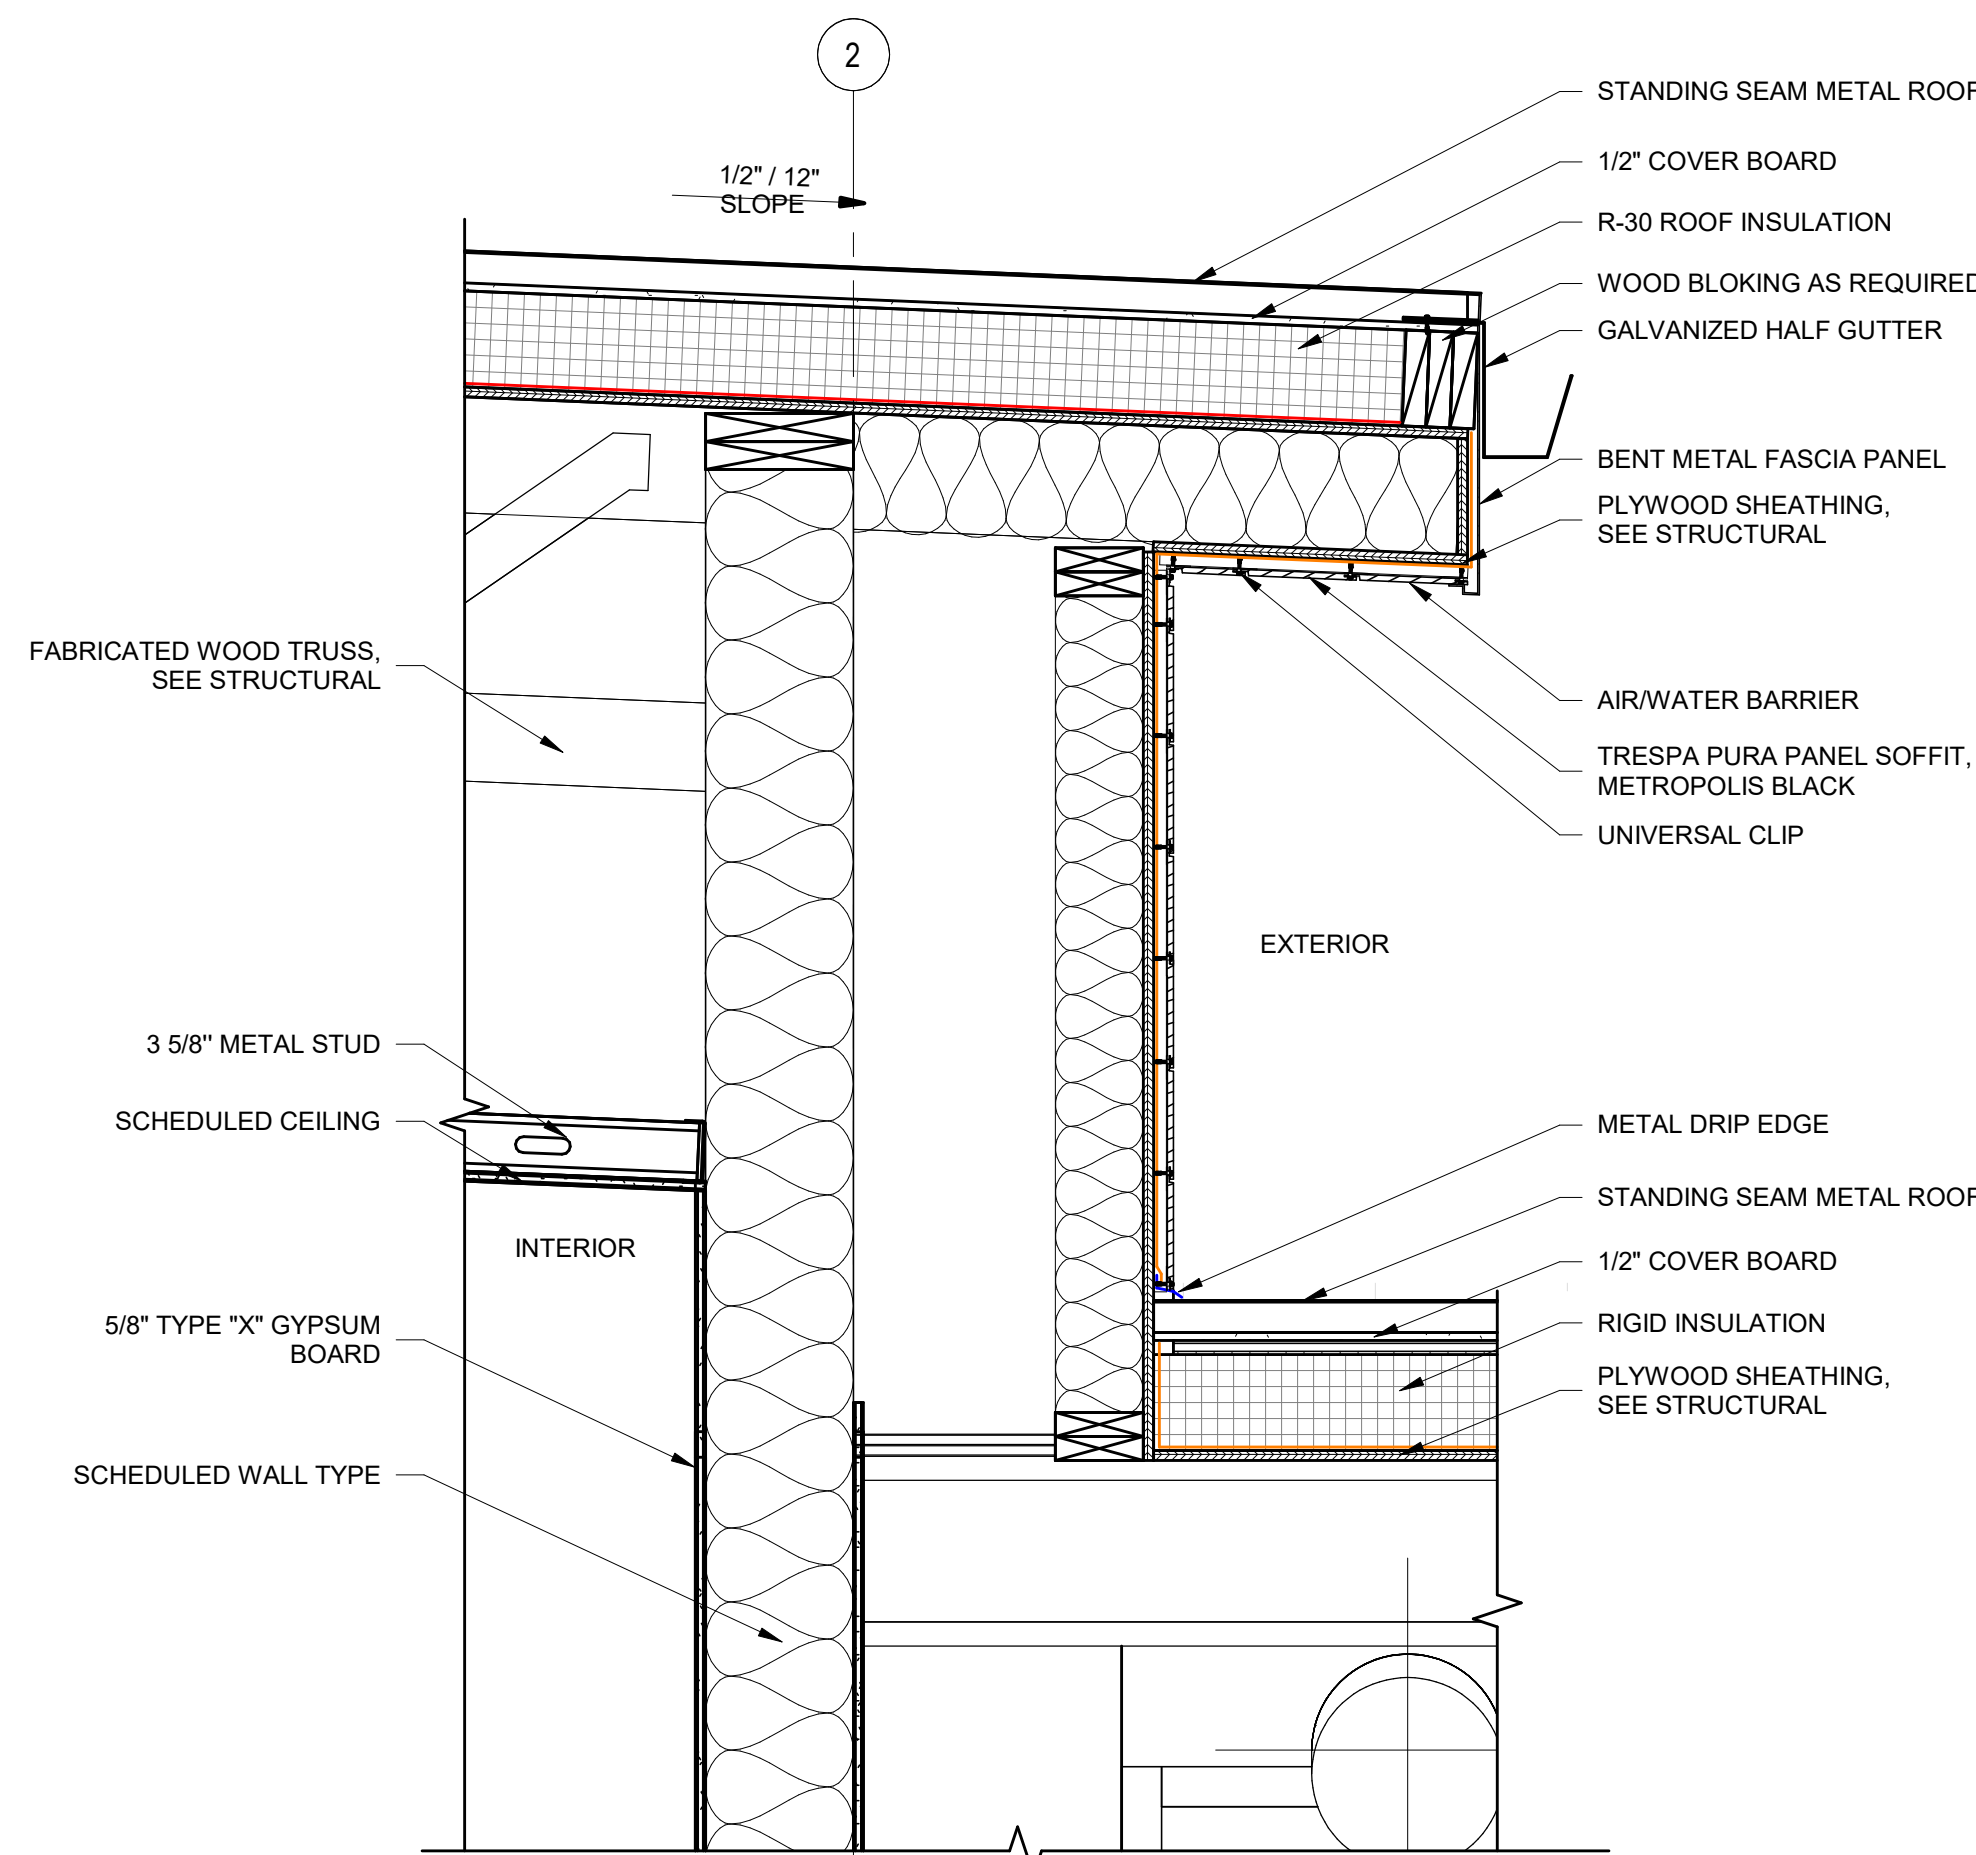 2
1/2" / 12"
SLOPE
STANDING SEAM METAL ROOF
1/2" COVER BOARD
R-30 ROOF INSULATION
WOOD BLOKING AS REQUIRED
GALVANIZED HALF GUTTER
BENT METAL FASCIA PANEL
PLYWOOD SHEATHING,
SEE STRUCTURAL
FABRICATED WOOD TRUSS,
SEE STRUCTURAL
AIR/WATER BARRIER
TRESPA PURA PANEL SOFFIT,
METROPOLIS BLACK
UNIVERSAL CLIP
EXTERIOR
3 5/8" METAL STUD
SCHEDULED CEILING
INTERIOR
5/8" TYPE "X" GYPSUM
BOARD
SCHEDULED WALL TYPE
METAL DRIP EDGE
STANDING SEAM METAL ROOF
1/2" COVER BOARD
RIGID INSULATION
PLYWOOD SHEATHING,
SEE STRUCTURAL